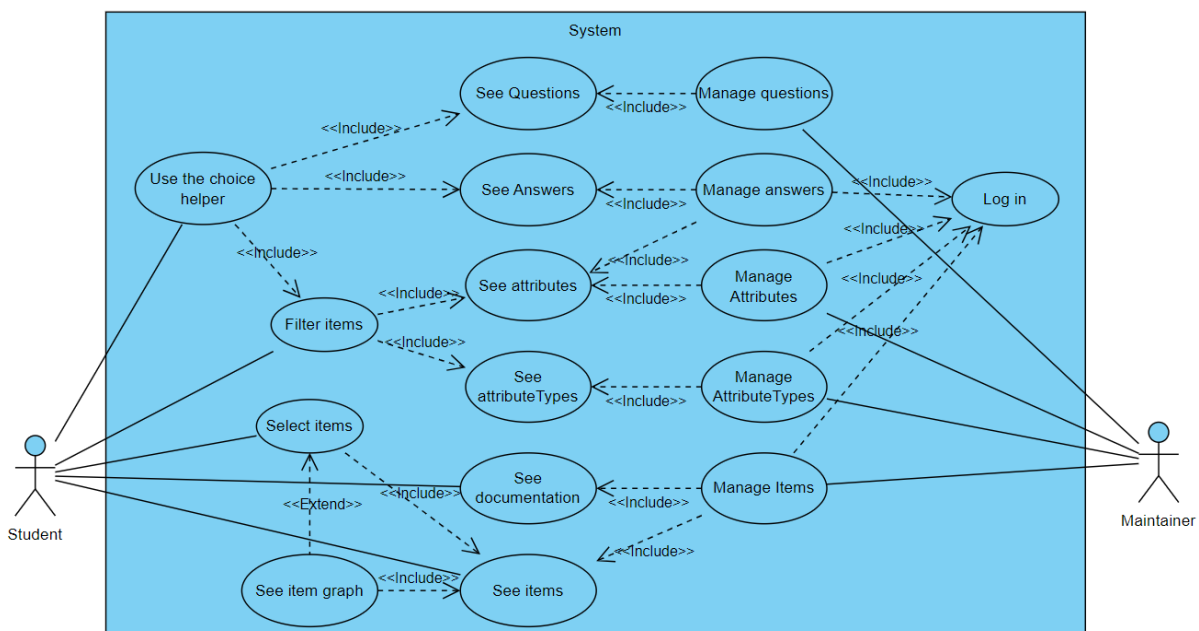 System
See Questions
<<Include>>
Manage questions
<<Include>>
Use the choice
helper
<<Include>>
See Answers
<<Include>>
Manage answers
<<Include>>
Log in
<<Include>>
<<Include>>
See attributes
<<Include>>
<<Include>>
Manage
Attributes
<<Include>>
<<Include>>
Filter items
<<Include>>
<<Include>>
See
attributeTypes
<<Include>>
Manage
AttributeTypes
<<Include>>
Select items
<<Extend>>
<<Include>>
See
documentation
<<Include>>
Manage Items
<<Include>>
Student
Maintainer
See item graph
<<Include>>
See items